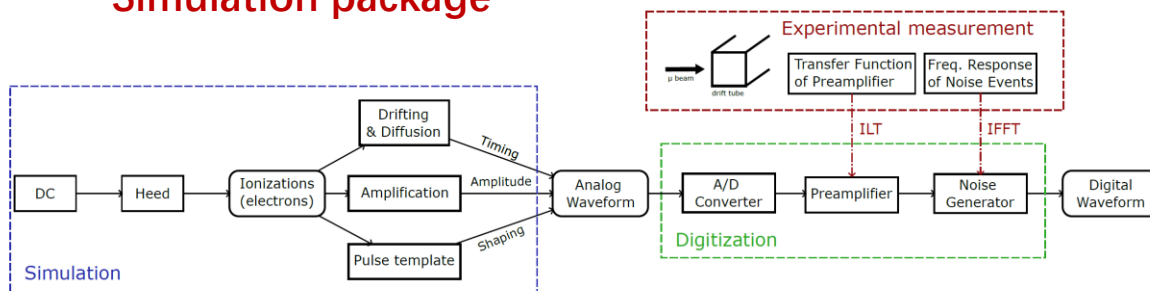 Simulation package
Experimental measurement
μ beam
drift tube
Transfer Function
of Preamplifier
Freq. Response
of Noise Events
ILT
IFFT
DC
Heed
Ionizations
(electrons)
Drifting
& Diffusion
Amplification
Pulse template
Timing
Amplitude
Shaping
Analog
Waveform
A/D
Converter
Preamplifier
Noise
Generator
Digital
Waveform
Simulation
Digitization